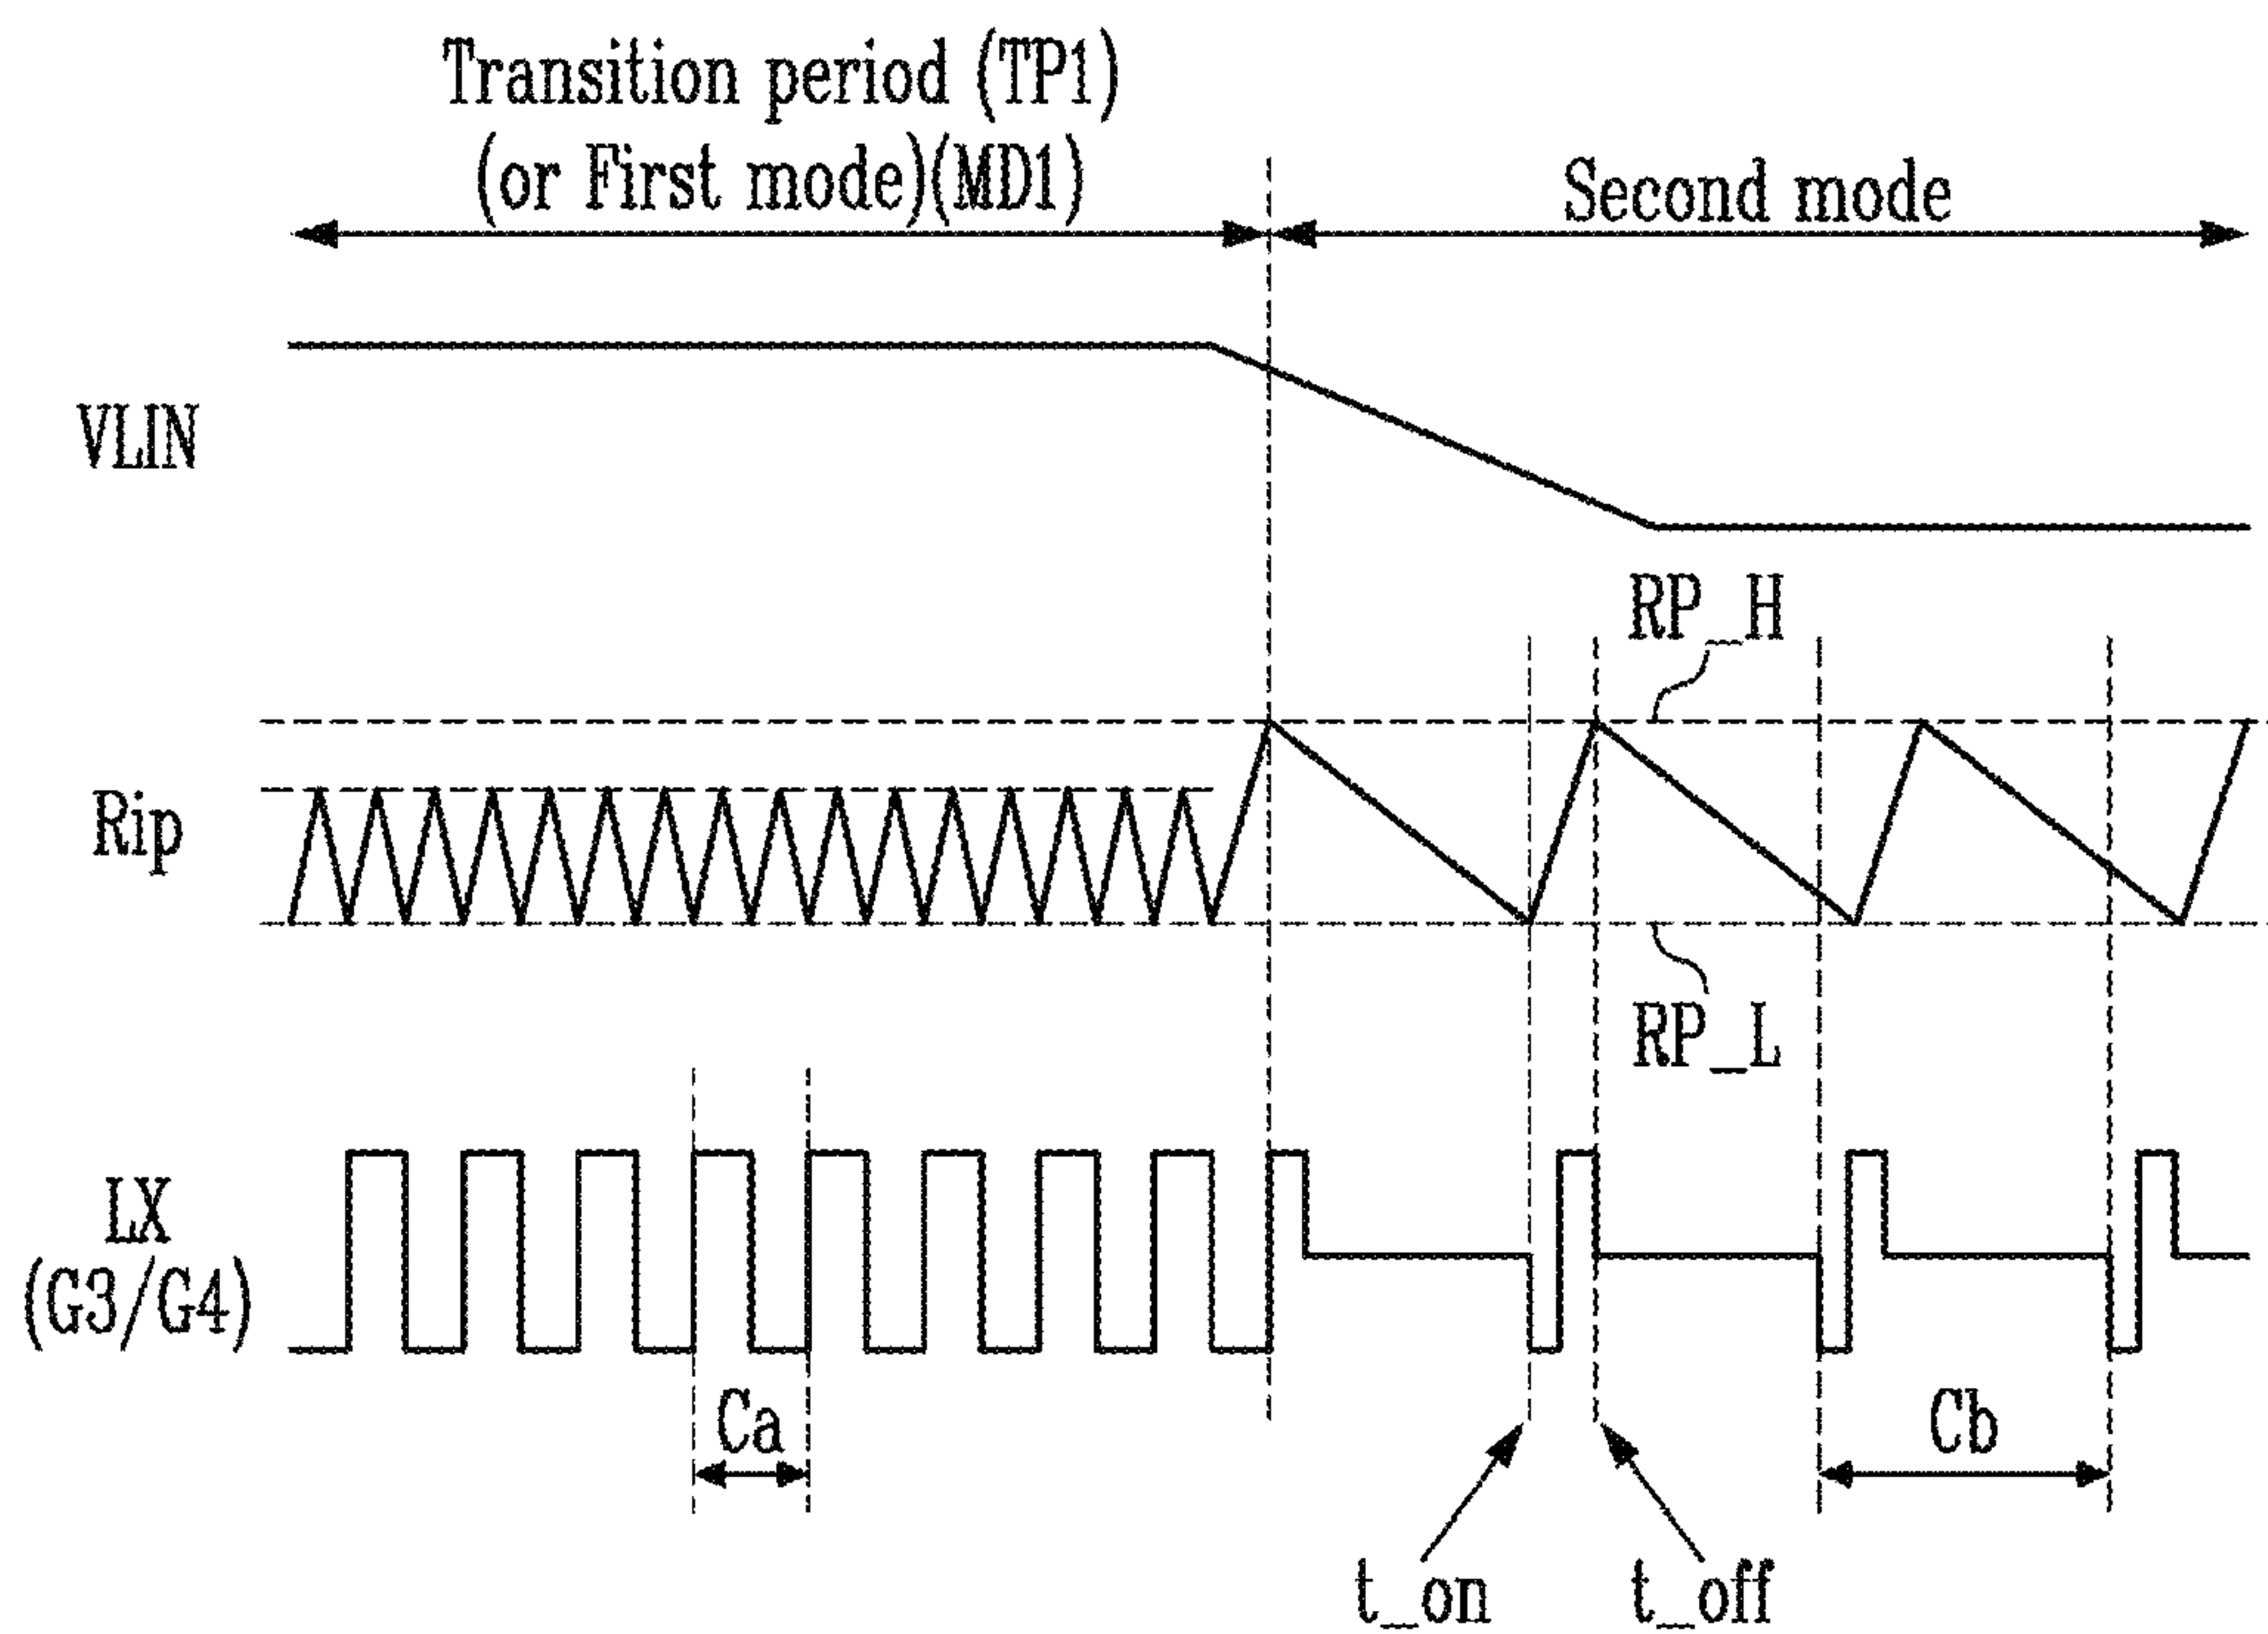 Transition period (TP1)
(or First mode)(MD1)
Second mode
VLIN
RP_H
Rip
RP_L
LX
(G3/G4)
Ca
Cb
t_on
t_off